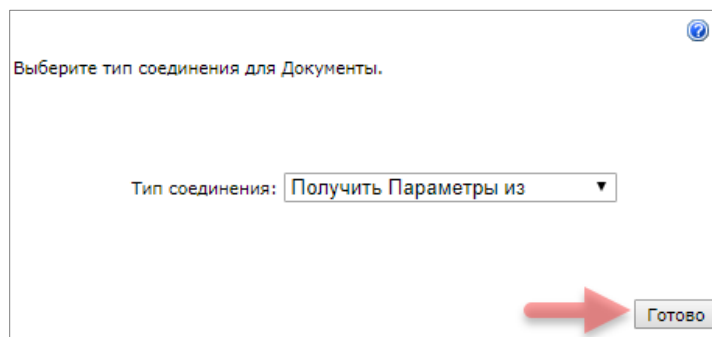 Выберите тип соединения для Документы.
Тип соединения: Получить Параметры из
Готово